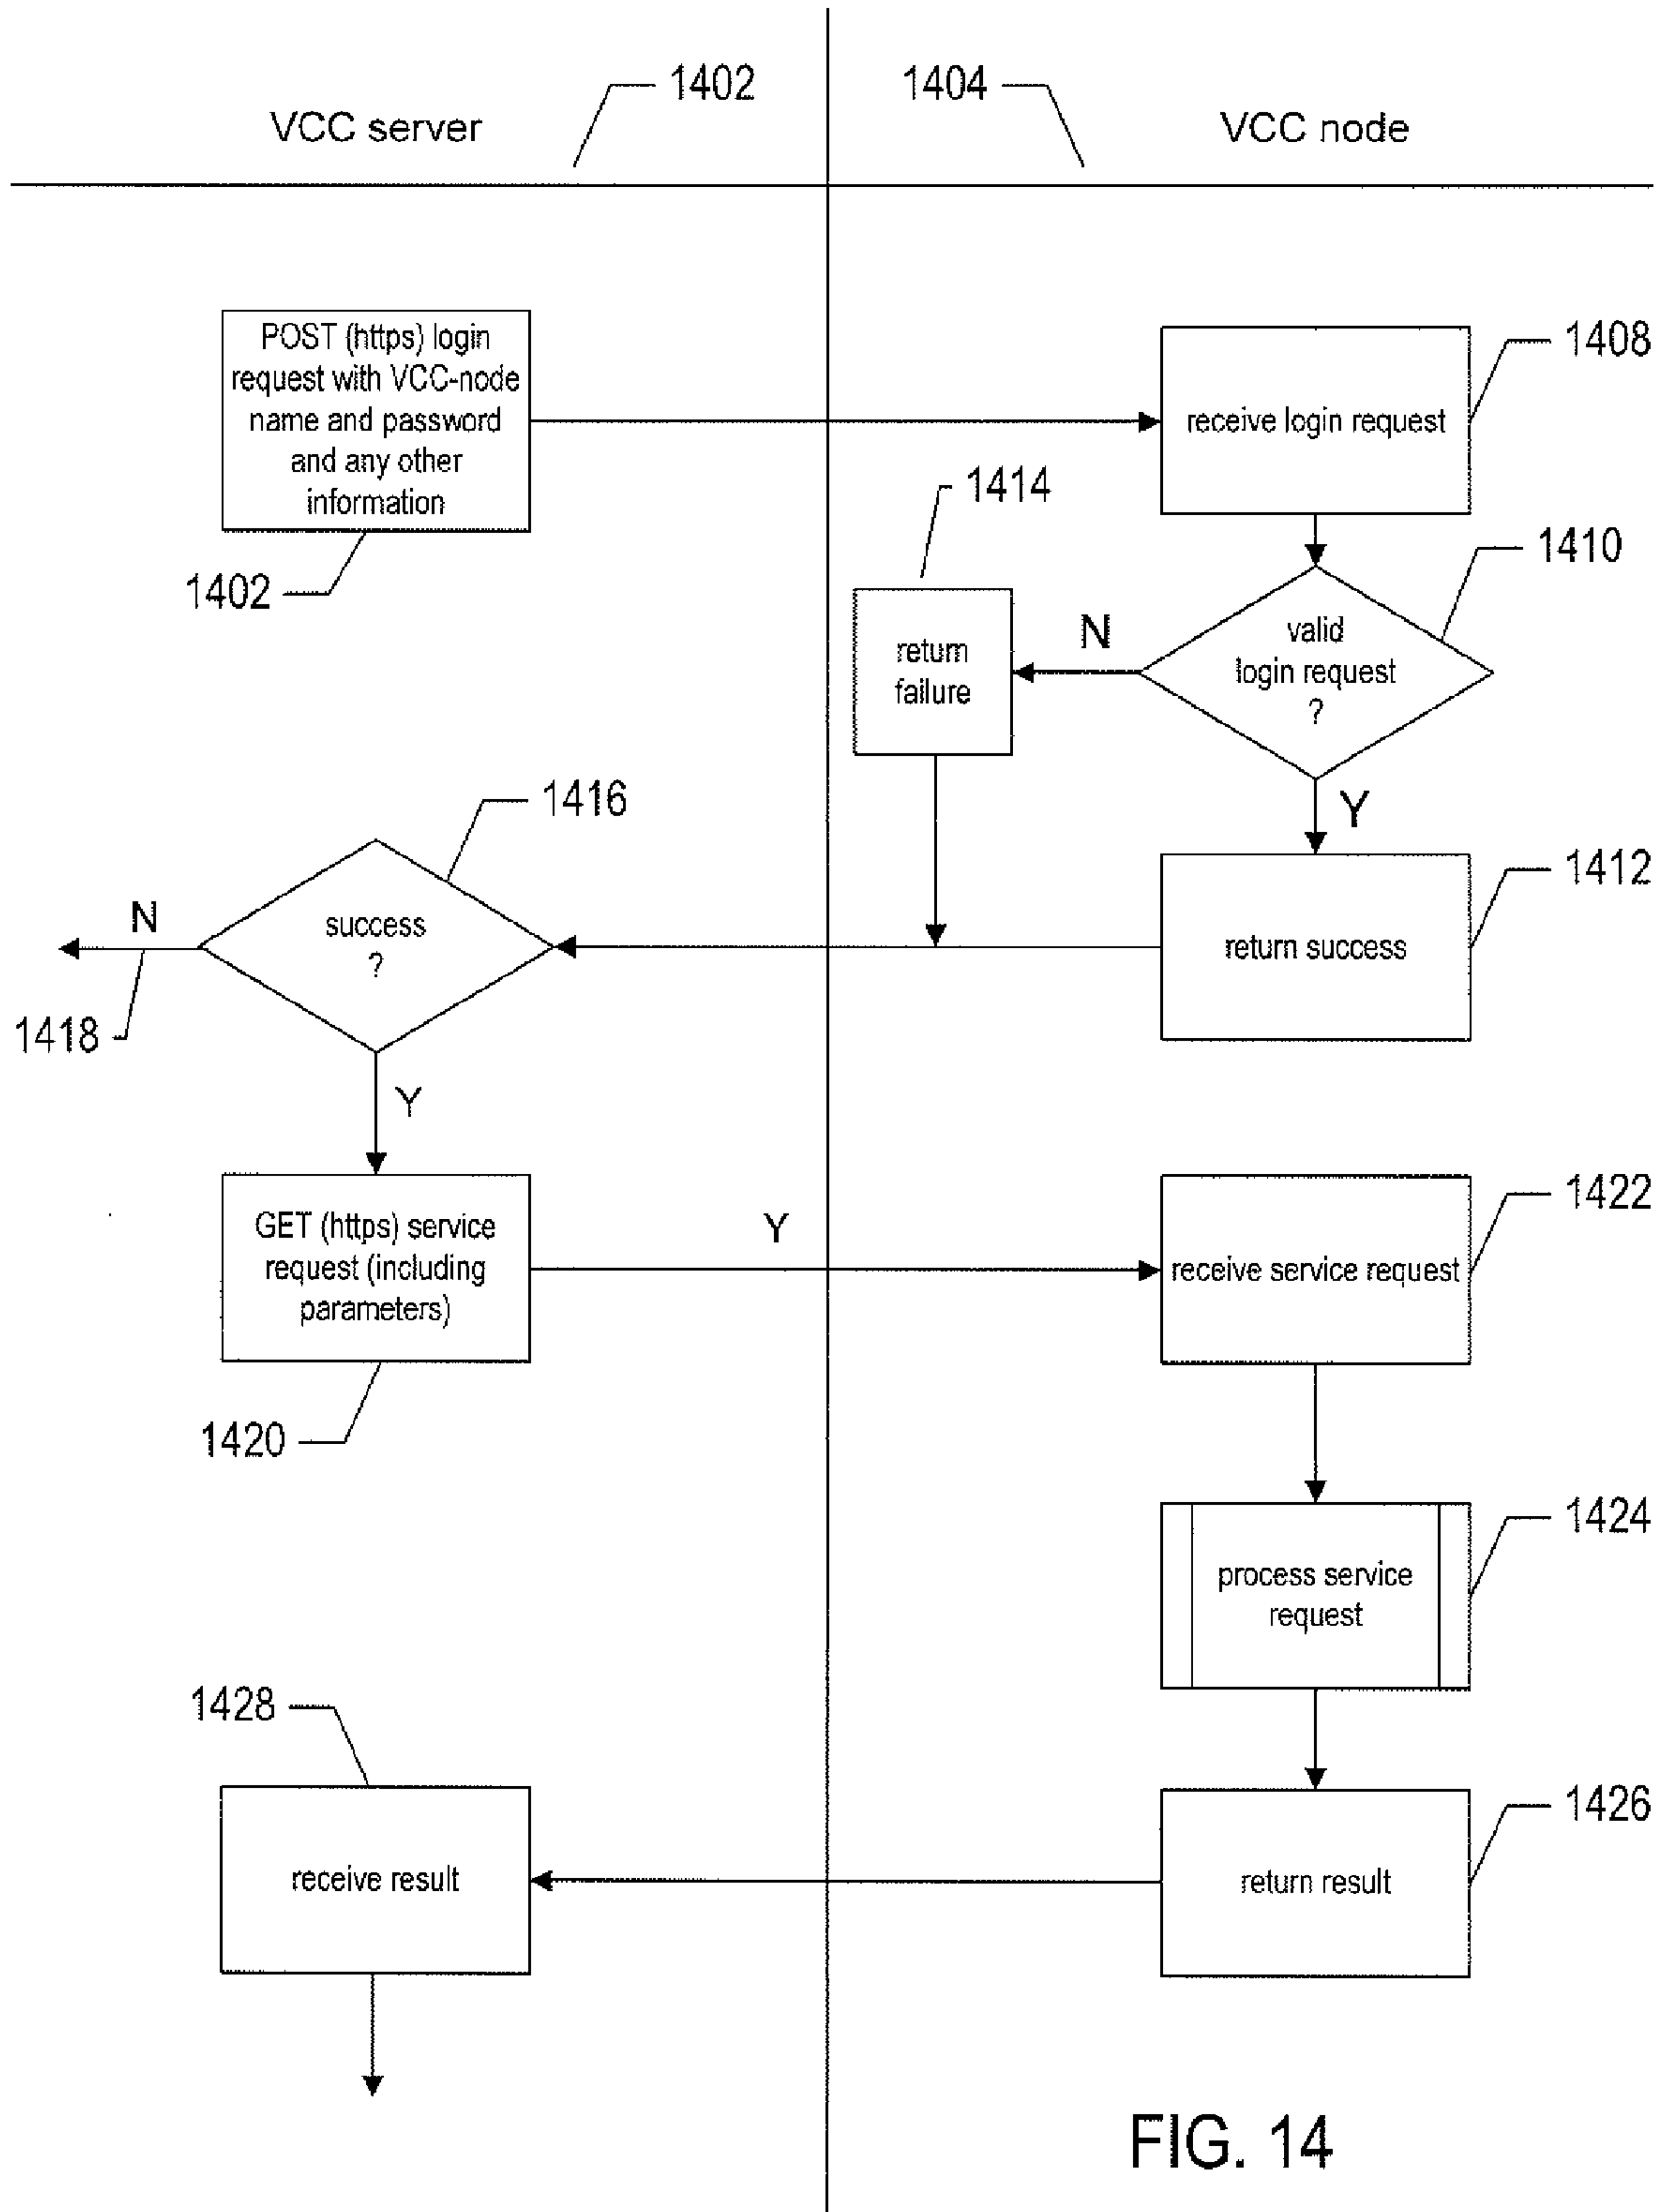 1402
1404
VCC server
VCC node
POST (https) login
request with VCC-node
name and password
and any other
information
1402
receive login request
1408
1414
1410
valid
login request
?
N
return
failure
Y
1416
success
?
N
1418
return success
1412
Y
GET (https) service
request (including
parameters)
1420
Y
receive service request
1422
process service
request
1424
1428
receive result
return result
1426
FIG. 14